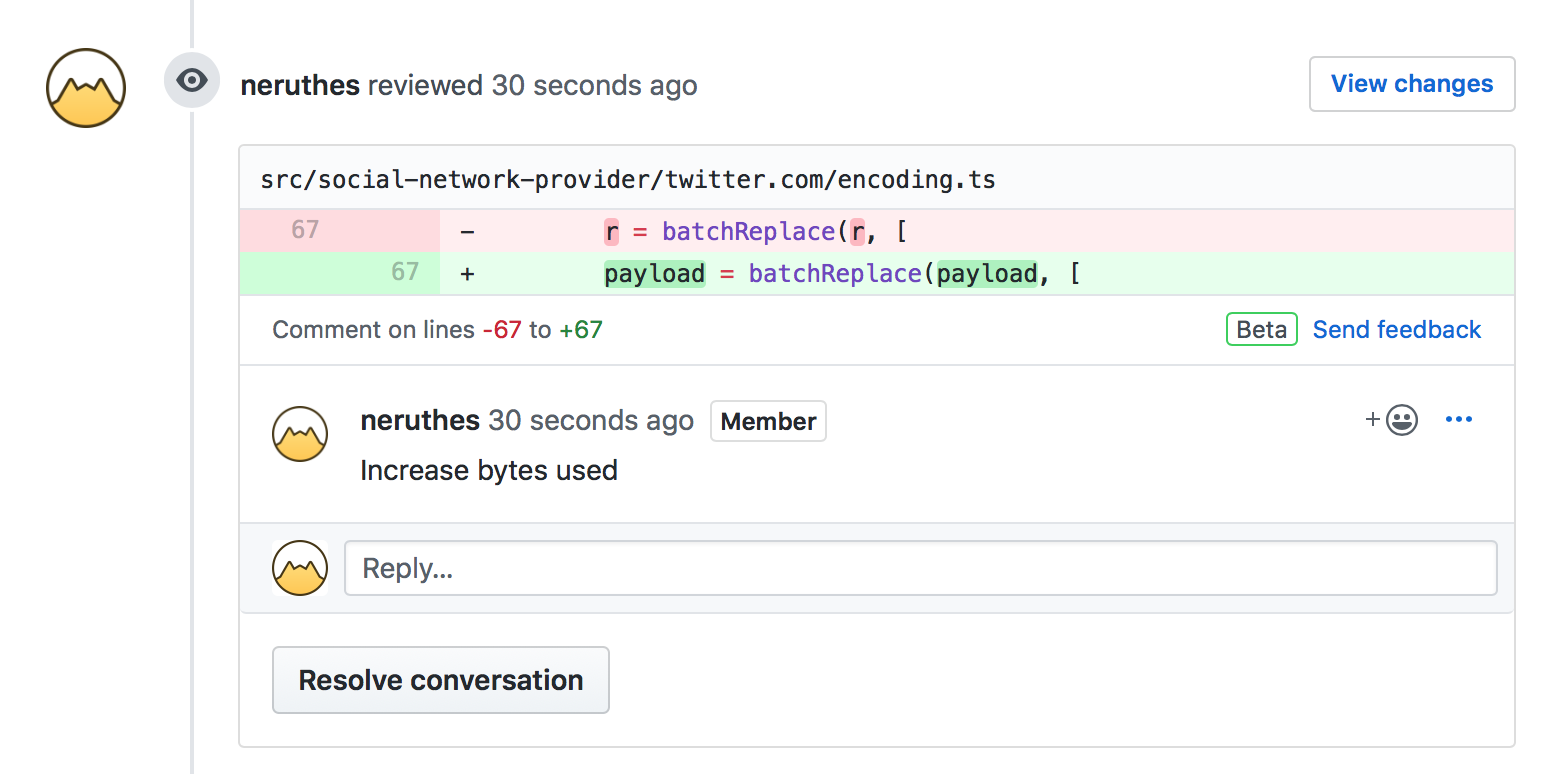 neruthes reviewed 30 seconds ago
View changes
src/social-network-provider/twitter.com/encoding.ts
67 - r = batchReplace(r, [
67 + payload = batchReplace(payload, [
Comment on lines -67 to +67
Beta Send feedback
neruthes 30 seconds ago Member
Increase bytes used
Reply...
Resolve conversation